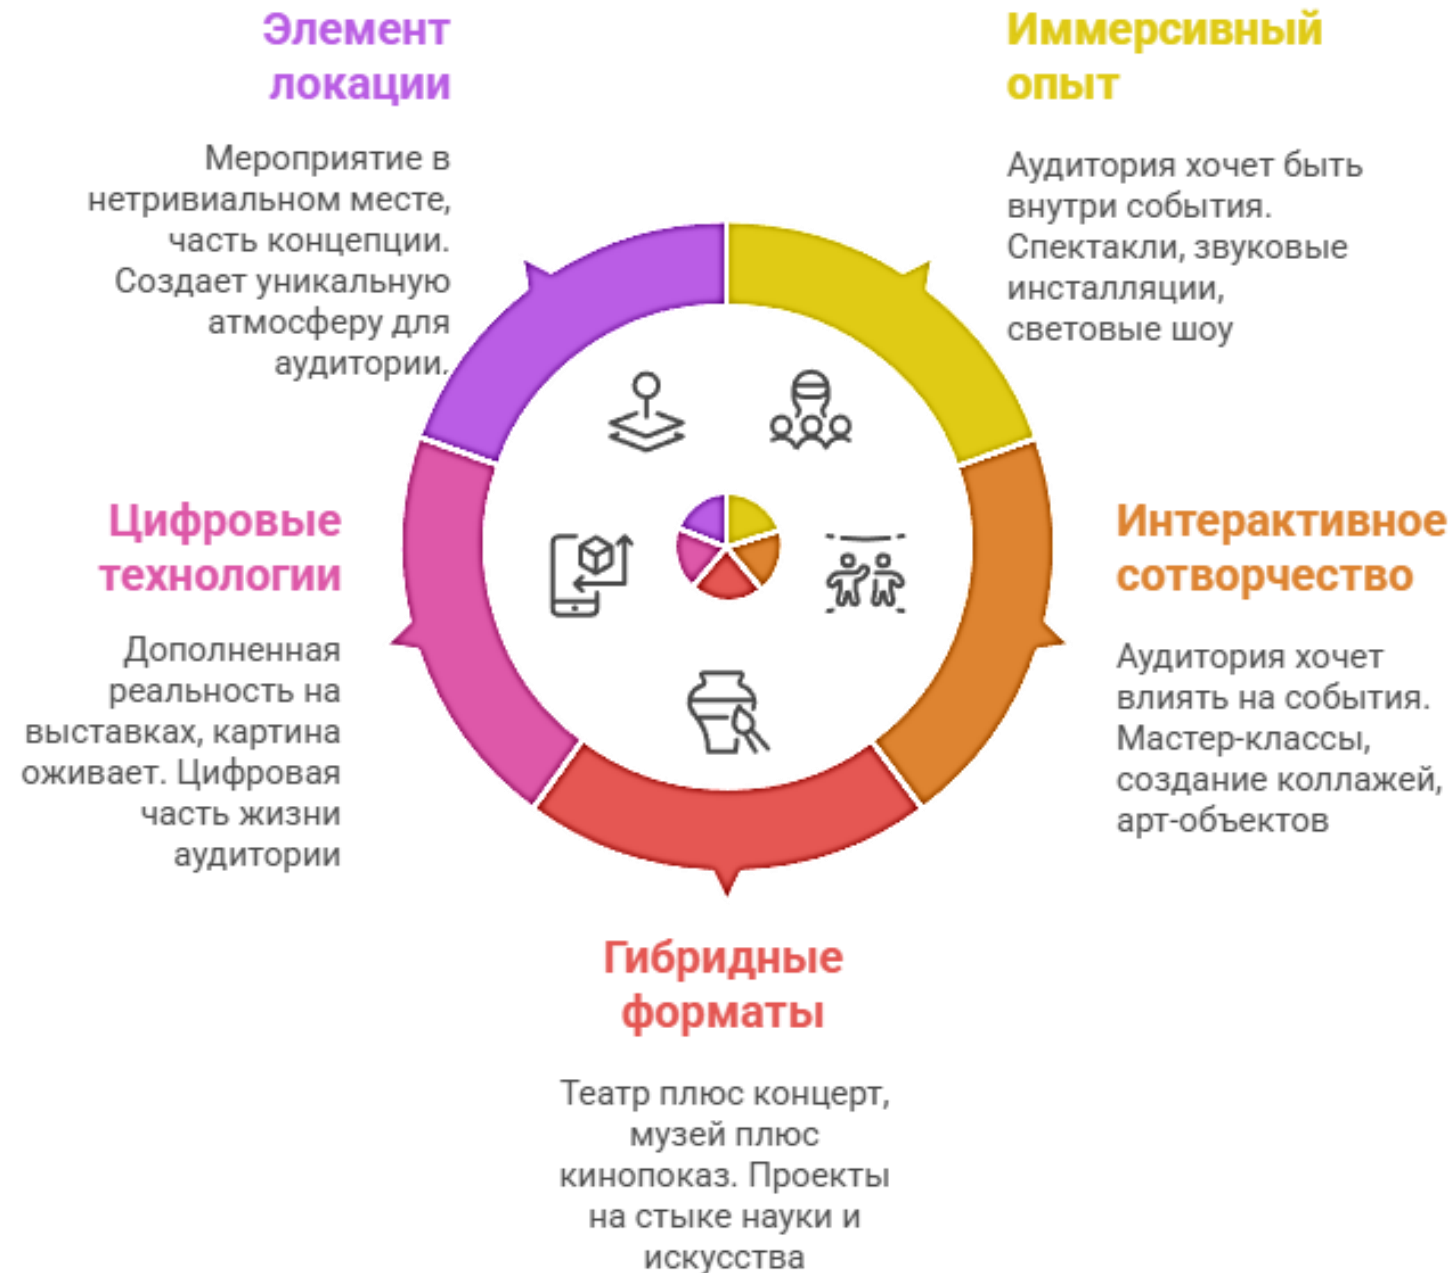 Элемент
локации
Мероприятие в
нетривиальном месте,
часть концепции.
Создает уникальную
атмосферу для
аудитории.
Иммерсивный
опыт
Аудитория хочет быть
внутри события.
Спектакли, звуковые
инсталляции,
световые шоу
Цифровые
технологии
Дополненная
реальность на
выставках, картина
оживает. Цифровая
часть жизни
аудитории
Интерактивное
сотворчество
Аудитория хочет
влиять на события.
Мастер-классы,
создание коллажей,
арт-объектов
Гибридные
форматы
Театр плюс концерт,
музей плюс
кинопоказ. Проекты
на стыке науки и
искусства